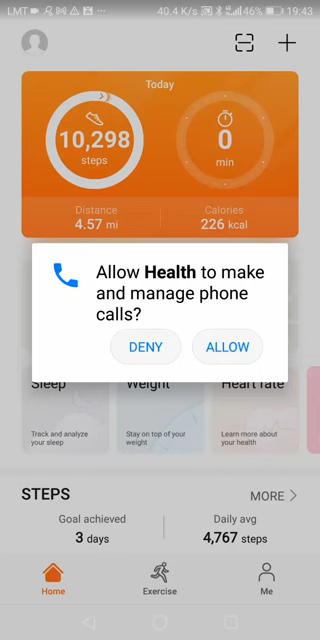 LMT 40.4 K/s 46% 19:43
Today
10,298
steps
0
min
Distance
4.57 mi
Calories
226 kcal
Allow Health to make
and manage phone
calls?
DENY ALLOW
Sleep
Track and analyze
your sleep
Weight
Stay on top of your
weight
Heart rate
Learn more about
your health
STEPS MORE
Goal achieved
3 days
Daily avg
4,767 steps
Home Exercise Me